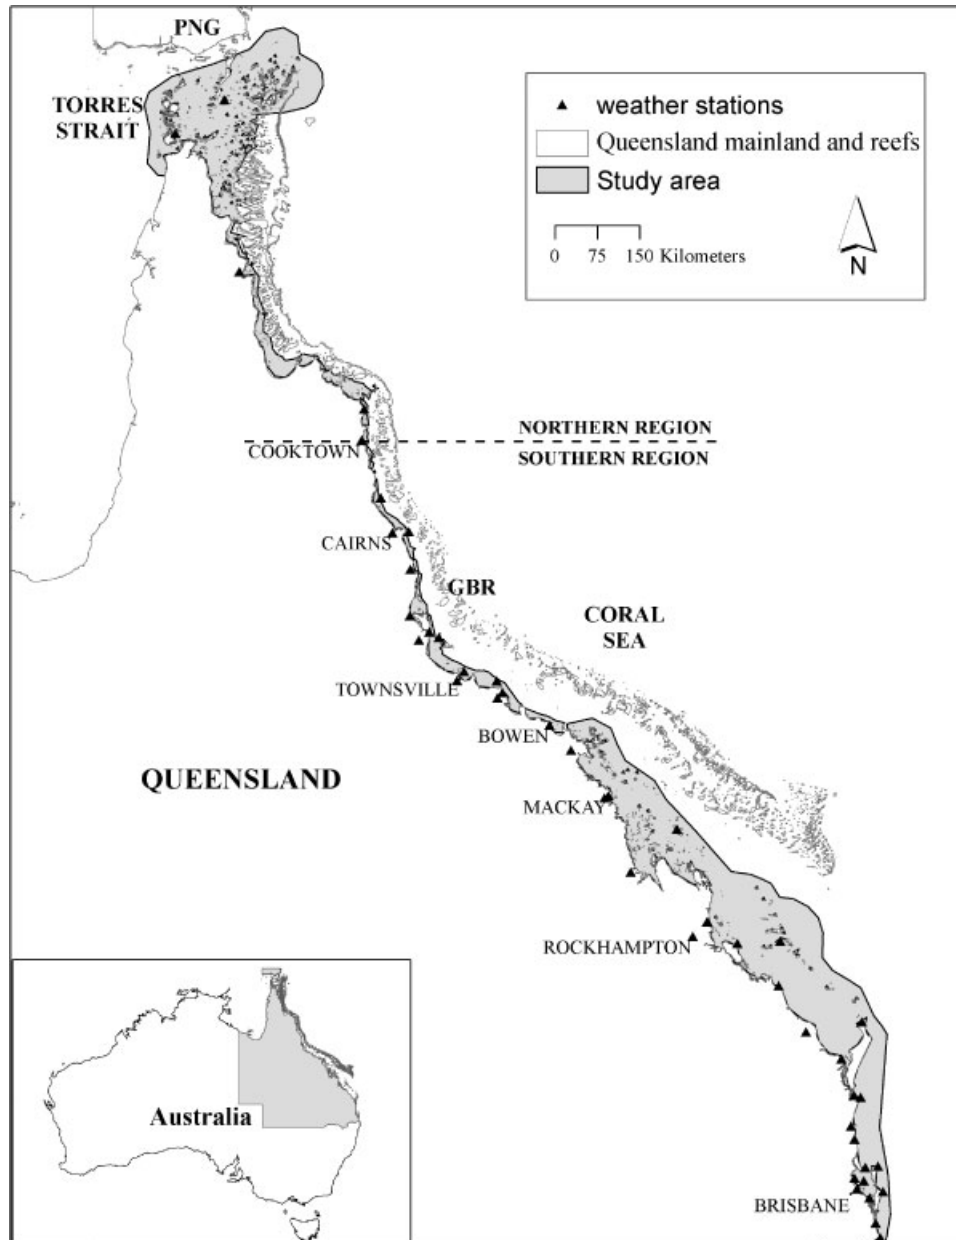 PNG
TORRES
STRAIT
weather stations
Queensland mainland and reefs
Study area
0 75 150 Kilometers
N
NORTHERN REGION
COOKTOWN
SOUTHERN REGION
CAIRNS
GBR
CORAL
SEA
TOWNSVILLE
BOWEN
QUEENSLAND
MACKAY
ROCKHAMPTON
Australia
BRISBANE